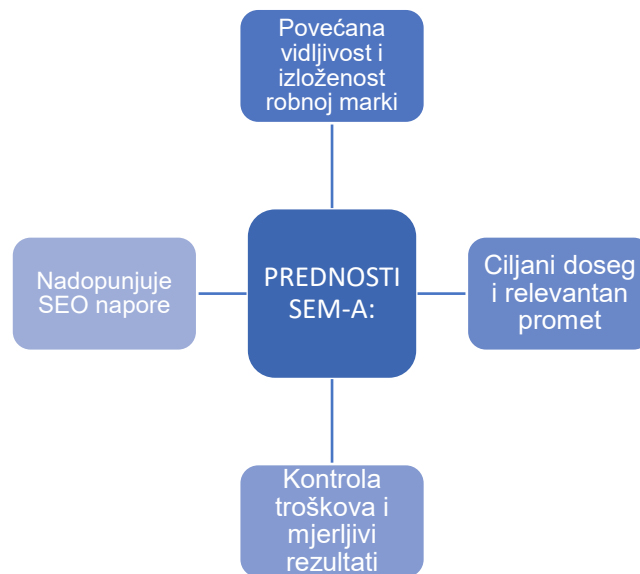 Povećana
vidljivost i
izloženost
robnoj marki
Nadopunjuje
SEO napore
PREDNOSTI
SEM-A:
Ciljani doseg
i relevantan
promet
Kontrola
troškova i
mjerljivi
rezultati